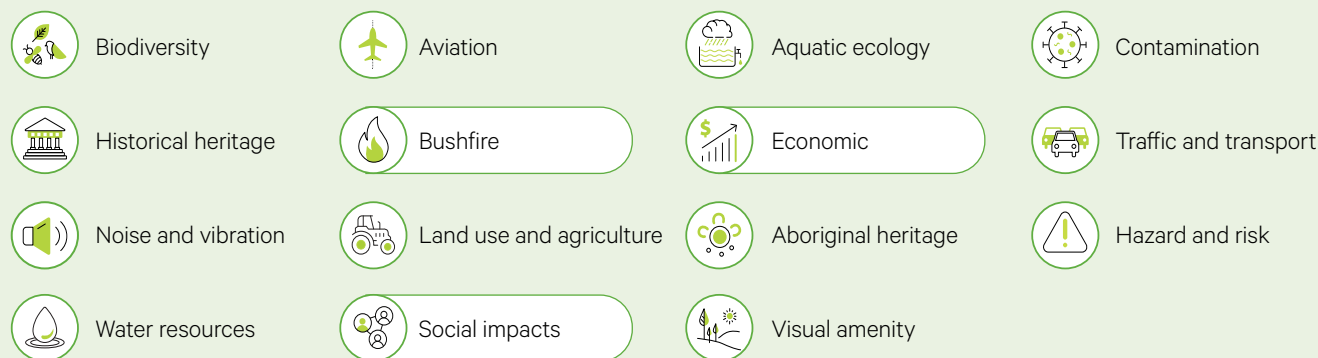 Biodiversity
Aviation
Aquatic ecology
Contamination
Historical heritage
Bushfire
$
Economic
Traffic and transport
Noise and vibration
Land use and agriculture
Aboriginal heritage
Hazard and risk
Water resources
Social impacts
Visual amenity